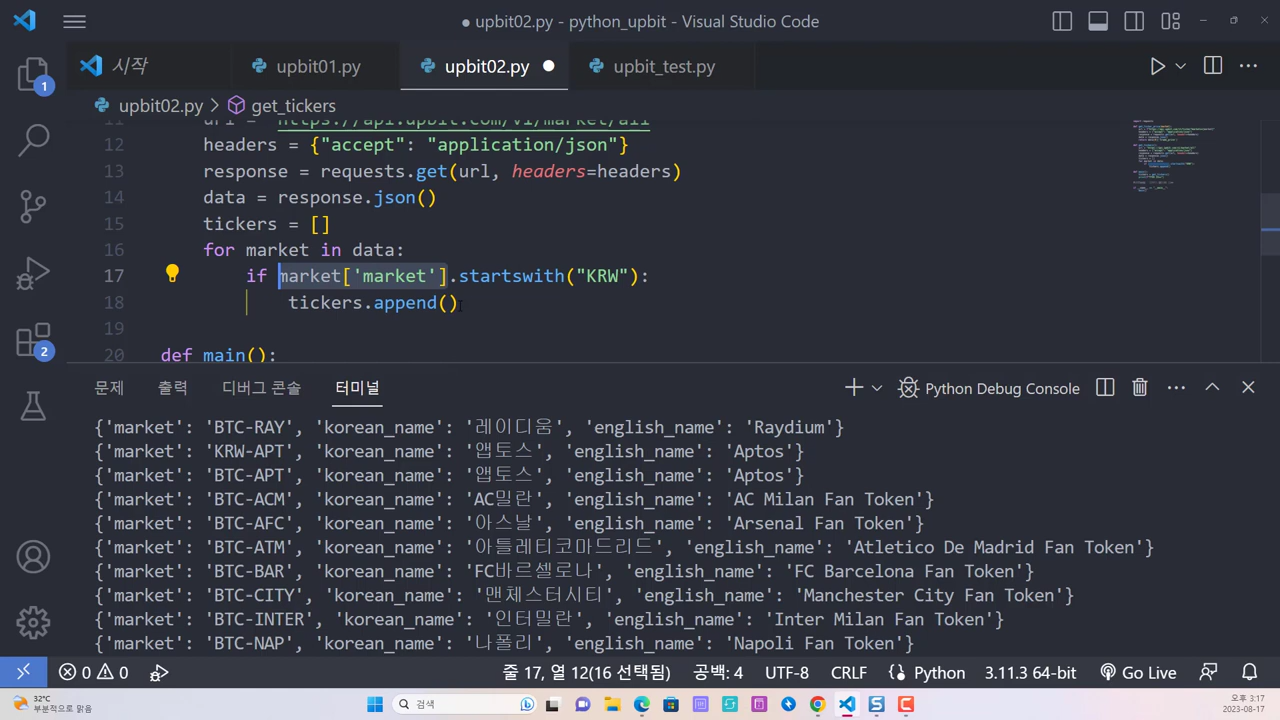 ● upbit02.py - python_upbit - Visual Studio Code
시작
upbit01.py
upbit02.py ●
upbit_test.py
upbit02.py > get_tickers
12 headers = {"accept": "application/json"}
13 response = requests.get(url, headers=headers)
14 data = response.json()
15 tickers = []
16 for market in data:
17 if market['market'].startswith("KRW"):
18 tickers.append()
19
20 def main():
1
2
문제 출력 디버그 콘솔 터미널 Python Debug Console
{'market': 'BTC-RAY', 'korean_name': '레이디움', 'english_name': 'Raydium'}
{'market': 'KRW-APT', 'korean_name': '앱토스', 'english_name': 'Aptos'}
{'market': 'BTC-APT', 'korean_name': '앱토스', 'english_name': 'Aptos'}
{'market': 'BTC-ACM', 'korean_name': 'AC밀란', 'english_name': 'AC Milan Fan Token'}
{'market': 'BTC-AFC', 'korean_name': '아스날', 'english_name': 'Arsenal Fan Token'}
{'market': 'BTC-ATM', 'korean_name': '아틀레티코마드리드', 'english_name': 'Atletico De Madrid Fan Token'}
{'market': 'BTC-BAR', 'korean_name': 'FC바르셀로나', 'english_name': 'FC Barcelona Fan Token'}
{'market': 'BTC-CITY', 'korean_name': '맨체스터시티', 'english_name': 'Manchester City Fan Token'}
{'market': 'BTC-INTER', 'korean_name': '인터밀란', 'english_name': 'Inter Milan Fan Token'}
{'market': 'BTC-NAP', 'korean_name': '나폴리', 'english_name': 'Napoli Fan Token'}
0 0 줄 17, 열 12(16 선택됨) 공백: 4 UTF-8 CRLF Python 3.11.3 64-bit Go Live
32°C
부분적으로 맑음
검색
오후 3:17
2023-08-17